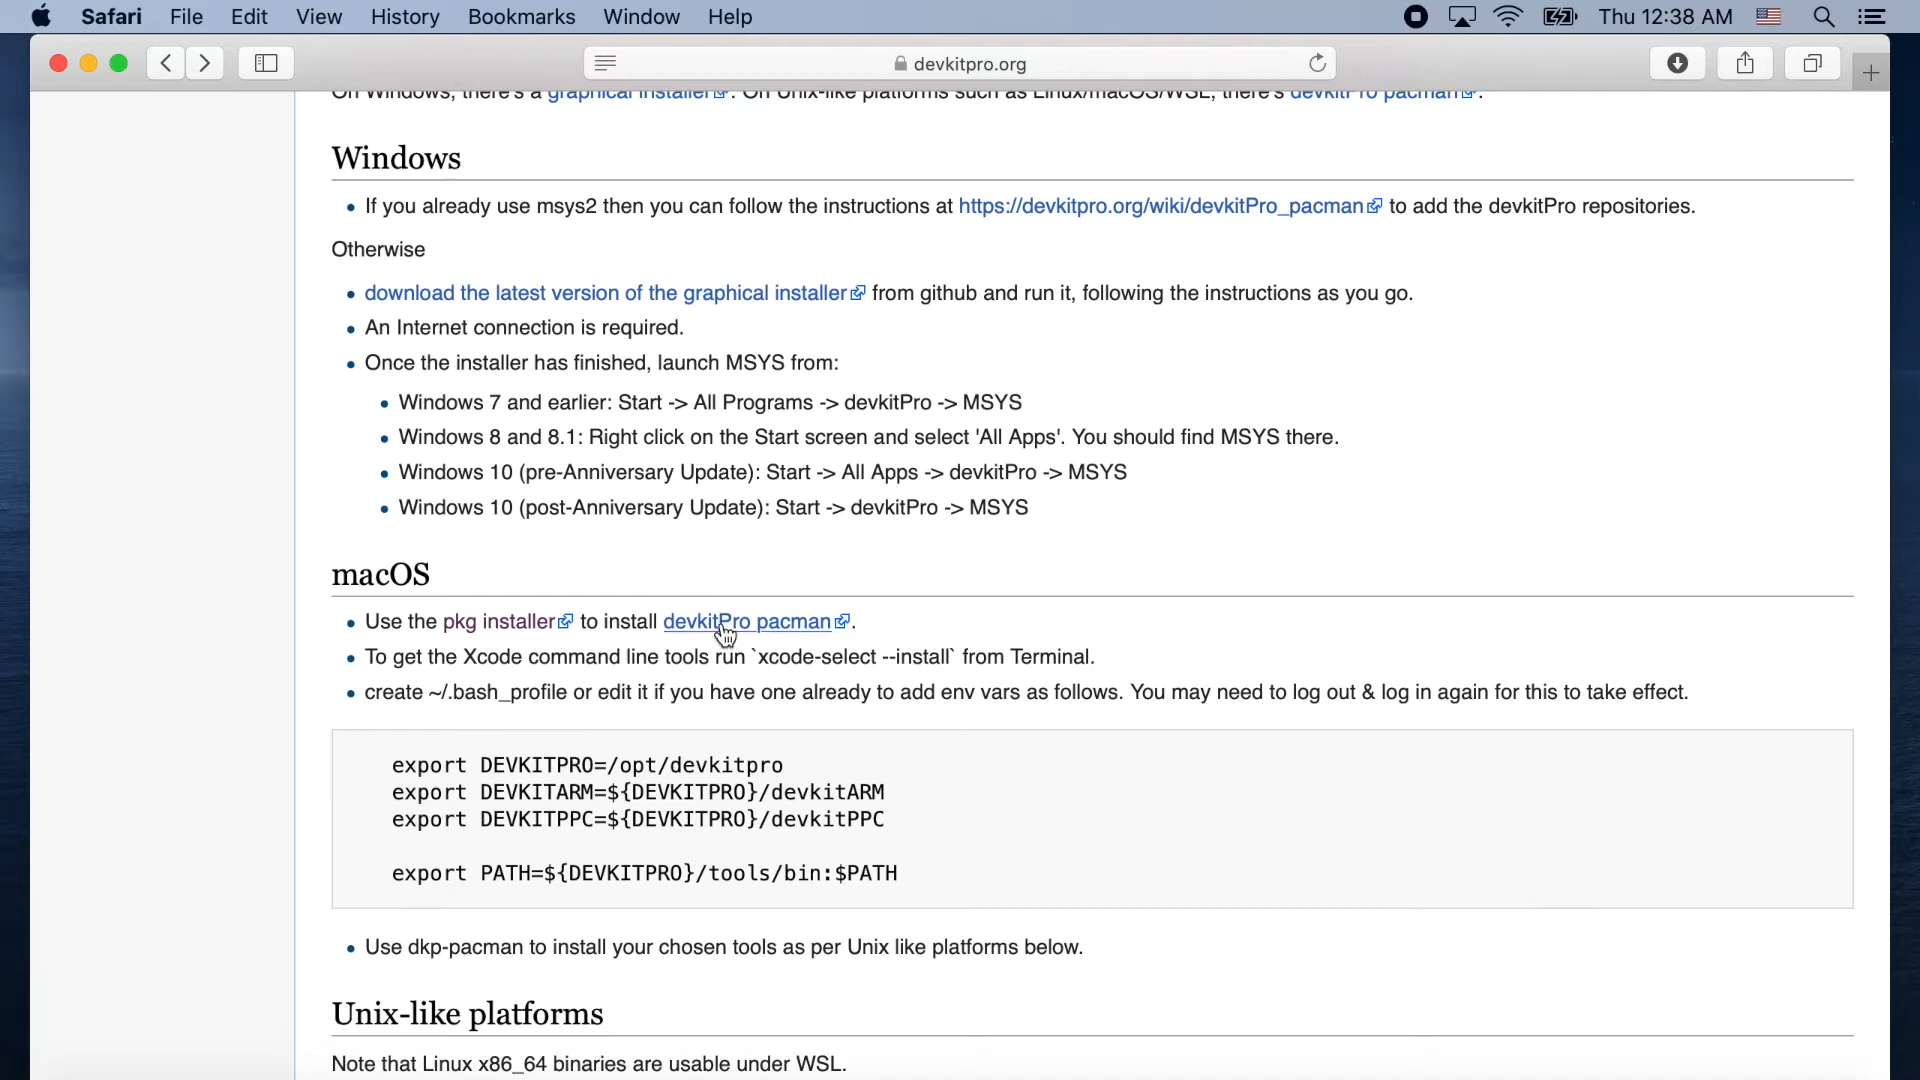 Safari File Edit View History Bookmarks Window Help Thu 12:38 AM
devkitpro.org
On Windows, there's a graphical installer. On Unix-like platforms such as Linux/macOS/WSL, there's devkitPro pacman.
Windows
• If you already use msys2 then you can follow the instructions at https://devkitpro.org/wiki/devkitPro_pacman to add the devkitPro repositories.
Otherwise
• download the latest version of the graphical installer from github and run it, following the instructions as you go.
• An Internet connection is required.
• Once the installer has finished, launch MSYS from:
• Windows 7 and earlier: Start -> All Programs -> devkitPro -> MSYS
• Windows 8 and 8.1: Right click on the Start screen and select 'All Apps'. You should find MSYS there.
• Windows 10 (pre-Anniversary Update): Start -> All Apps -> devkitPro -> MSYS
• Windows 10 (post-Anniversary Update): Start -> devkitPro -> MSYS
macOS
• Use the pkg installer to install devkitPro pacman.
• To get the Xcode command line tools run `xcode-select --install` from Terminal.
• create ~/.bash_profile or edit it if you have one already to add env vars as follows. You may need to log out & log in again for this to take effect.
export DEVKITPRO=/opt/devkitpro
export DEVKITARM=${DEVKITPRO}/devkitARM
export DEVKITPPC=${DEVKITPRO}/devkitPPC
export PATH=${DEVKITPRO}/tools/bin:$PATH
• Use dkp-pacman to install your chosen tools as per Unix like platforms below.
Unix-like platforms
Note that Linux x86_64 binaries are usable under WSL.